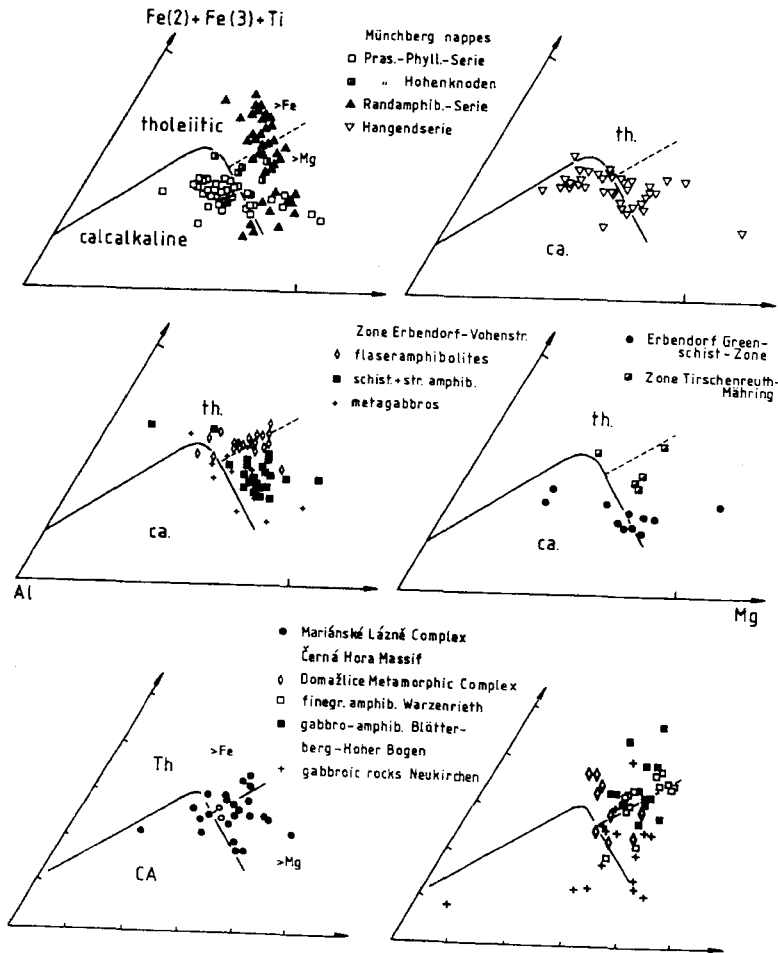 Fe(2)+Fe(3)+Ti
Münchberg nappes
Pras.-Phyll.-Serie
" Hohenknoden
Randamphib.-Serie
Hangendserie
>Fe
tholeiitic
>Mg
calcalkaline
th.
ca.
Zone Erbendorf-Vohenstr.
flaseramphibolites
schist.+str. amphib.
metagabbros
th.
ca.
Al
Erbendorf Green-
schist-Zone
Zone Tirschenreuth-
Mähring
th.
ca.
Mg
Mariánské Lázně Complex
Černá Hora Massif
Domažlice Metamorphic Complex
finegr. amphib. Warzenrieth
gabbro-amphib. Blätter-
berg-Hoher Bogen
gabbroic rocks Neukirchen
Th
>Fe
>Mg
CA